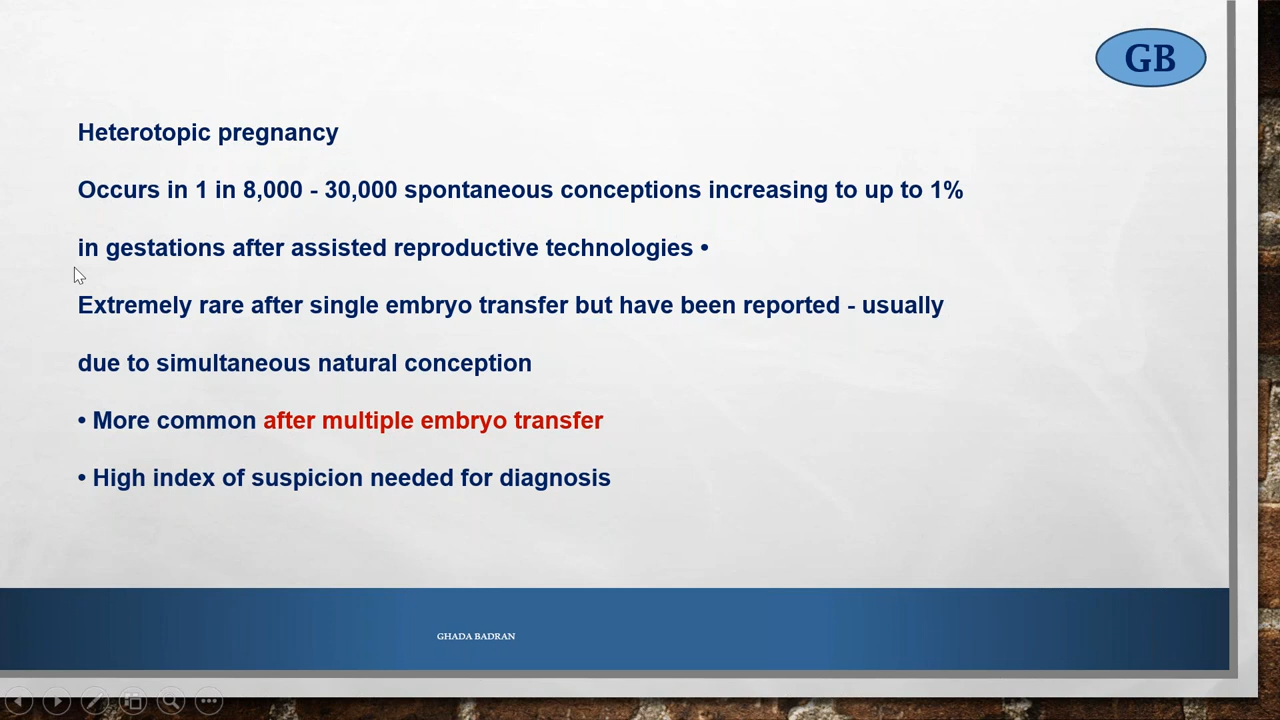 GB
Heterotopic pregnancy
Occurs in 1 in 8,000 - 30,000 spontaneous conceptions increasing to up to 1%
in gestations after assisted reproductive technologies •
Extremely rare after single embryo transfer but have been reported - usually
due to simultaneous natural conception
• More common after multiple embryo transfer
• High index of suspicion needed for diagnosis
GHADA BADRAN